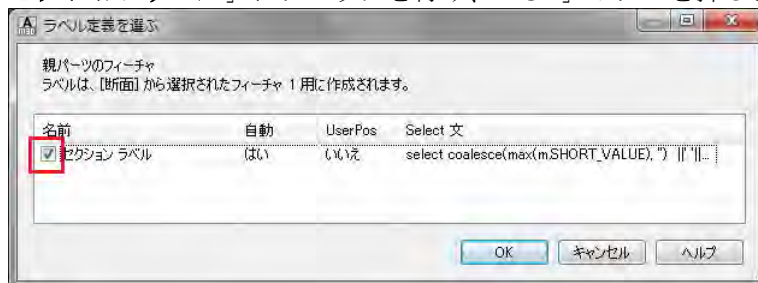 ラベル定義を選ぶ
親パーツのフィーチャ
ラベルは、[断面] から選択されたフィーチャ 1 用に作成されます。
名前 自動 UserPos Select 文
セクション ラベル はい いいえ select coalesce(max(m.SHORT_VALUE), '') ||' '||...
OK キャンセル ヘルプ